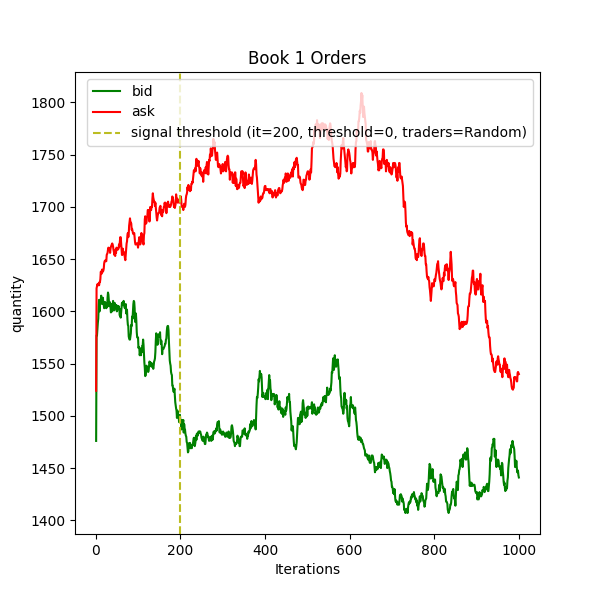 Book 1 Orders
bid
ask
signal threshold (it=200, threshold=0, traders=Random)
1800
1750
1700
1650
1600
1550
1500
1450
1400
quantity
0 200 400 600 800 1000
Iterations